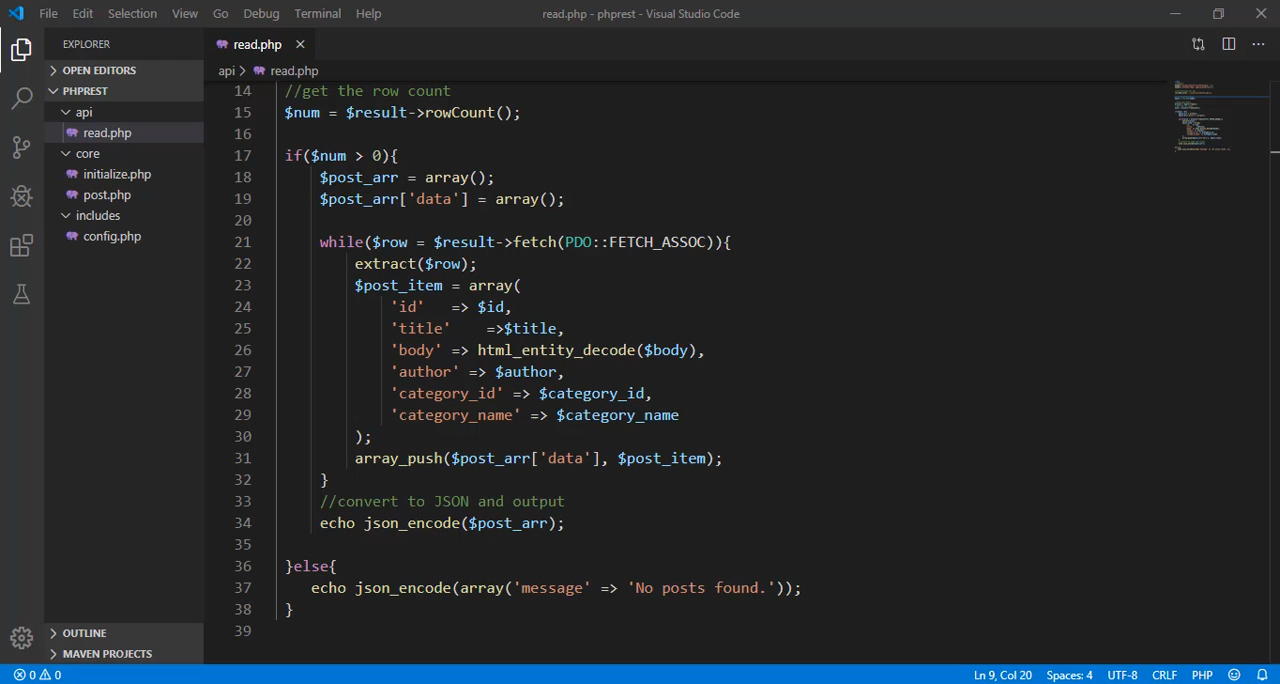 File Edit Selection View Go Debug Terminal Help
read.php - phprest - Visual Studio Code
EXPLORER
OPEN EDITORS
PHPREST
api
read.php
core
initialize.php
post.php
includes
config.php
OUTLINE
MAVEN PROJECTS
read.php
api > read.php
14 //get the row count
15 $num = $result->rowCount();
16
17 if($num > 0){
18 $post_arr = array();
19 $post_arr['data'] = array();
20
21 while($row = $result->fetch(PDO::FETCH_ASSOC)){
22 extract($row);
23 $post_item = array(
24 'id' => $id,
25 'title' =>$title,
26 'body' => html_entity_decode($body),
27 'author' => $author,
28 'category_id' => $category_id,
29 'category_name' => $category_name
30 );
31 array_push($post_arr['data'], $post_item);
32 }
33 //convert to JSON and output
34 echo json_encode($post_arr);
35
36 }else{
37 echo json_encode(array('message' => 'No posts found.'));
38 }
39
0 0
Ln 9, Col 20 Spaces: 4 UTF-8 CRLF PHP